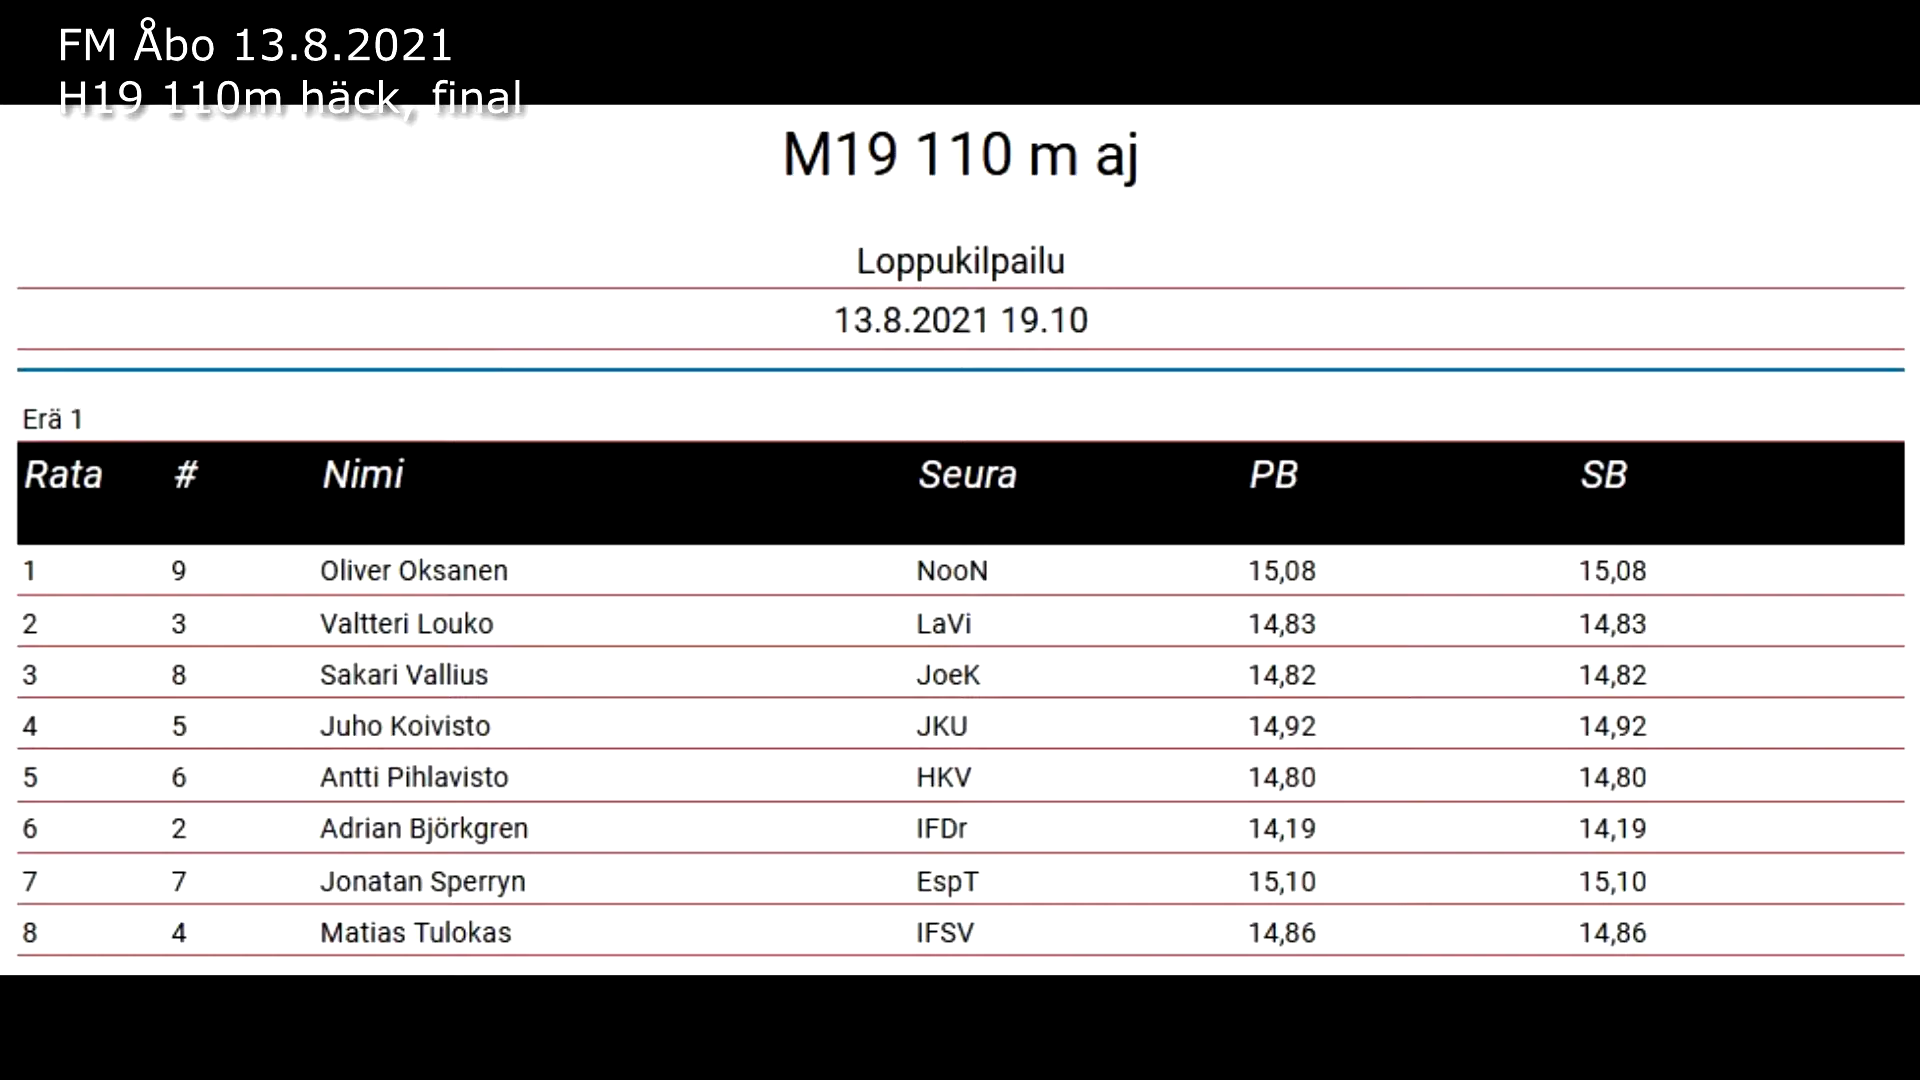 FM Åbo 13.8.2021
H19 110m häck, final
M19 110 m aj
Loppukilpailu
13.8.2021 19.10
Erä 1
Rata # Nimi Seura PB SB
1 9 Oliver Oksanen NooN 15,08 15,08
2 3 Valtteri Louko LaVi 14,83 14,83
3 8 Sakari Vallius JoeK 14,82 14,82
4 5 Juho Koivisto JKU 14,92 14,92
5 6 Antti Pihlavisto HKV 14,80 14,80
6 2 Adrian Björkgren IFDr 14,19 14,19
7 7 Jonatan Sperryn EspT 15,10 15,10
8 4 Matias Tulokas IFSV 14,86 14,86